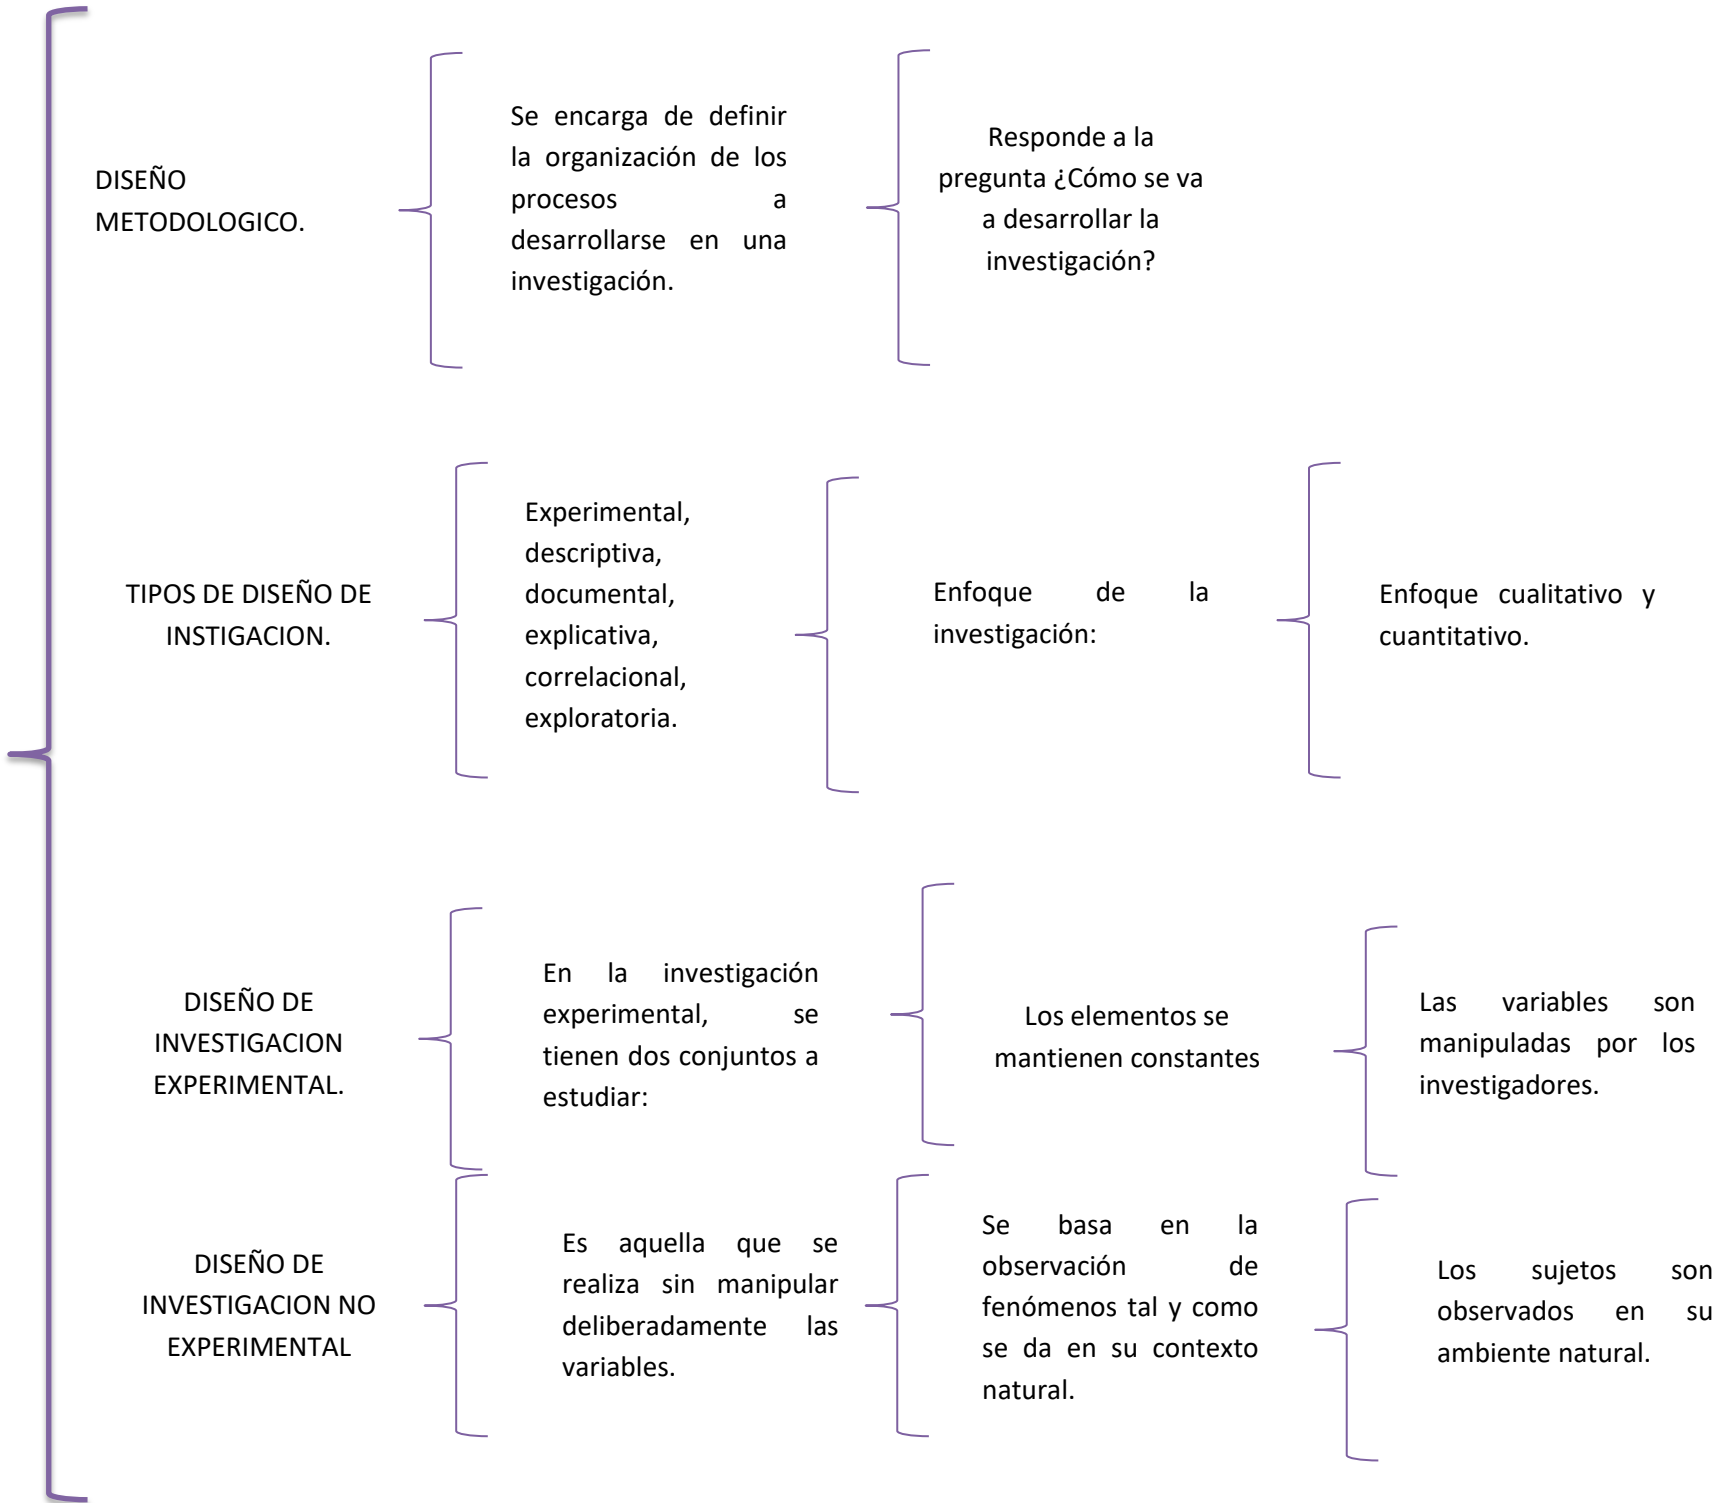 DISEÑO
METODOLOGICO.
Se encarga de definir
la organización de los
procesos a
desarrollarse en una
investigación.
Responde a la
pregunta ¿Cómo se va
a desarrollar la
investigación?
TIPOS DE DISEÑO DE
INSTIGACION.
Experimental,
descriptiva,
documental,
explicativa,
correlacional,
exploratoria.
Enfoque de la
investigación:
Enfoque cualitativo y
cuantitativo.
DISEÑO DE
INVESTIGACION
EXPERIMENTAL.
En la investigación
experimental, se
tienen dos conjuntos a
estudiar:
Los elementos se
mantienen constantes
Las variables son
manipuladas por los
investigadores.
DISEÑO DE
INVESTIGACION NO
EXPERIMENTAL
Es aquella que se
realiza sin manipular
deliberadamente las
variables.
Se basa en la
observación de
fenómenos tal y como
se da en su contexto
natural.
Los sujetos son
observados en su
ambiente natural.